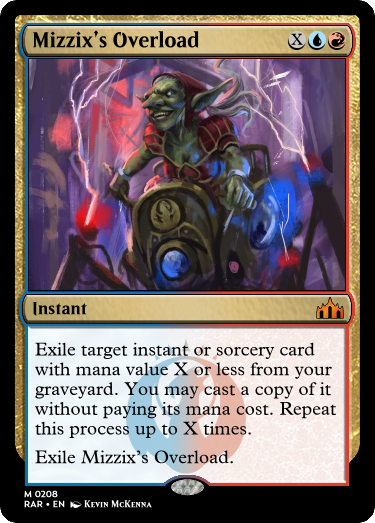 Mizzix's Overload X
Instant
Exile target instant or sorcery card
with mana value X or less from your
graveyard. You may cast a copy of it
without paying its mana cost. Repeat
this process up to X times.
Exile Mizzix's Overload.
M 0208
RAR • EN Kevin McKenna